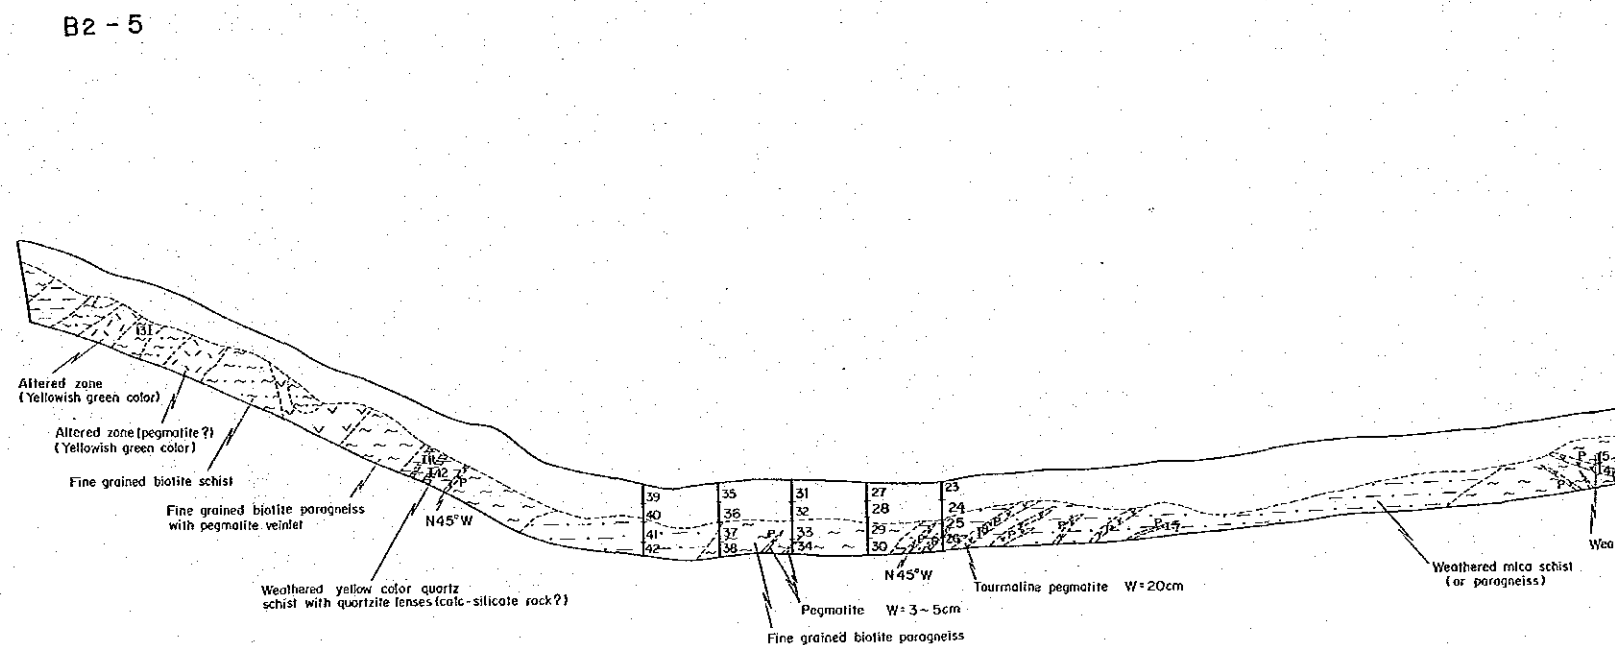 B2-5
131
Altered zone
(Yellowish green color)
Altered zone (pegmatite?)
(Yellowish green color)
Fine grained biotite schist
Fine grained biotite paragneiss
with pegmatite veinlet
N45°W
P
Weathered yellow color quartz
schist with quartzite lenses (calc-silicate rock?)
39
40
41
42
35
36
37
38
P
31
32
33
34
27
28
29
30
P
23
24
25
26
P
P
P
P
N45°W
Tourmaline pegmatite W=20cm
Pegmatite W=3~5cm
Fine grained biotite paragneiss
Weathered mica schist
(or paragneiss)
P
P
Wea